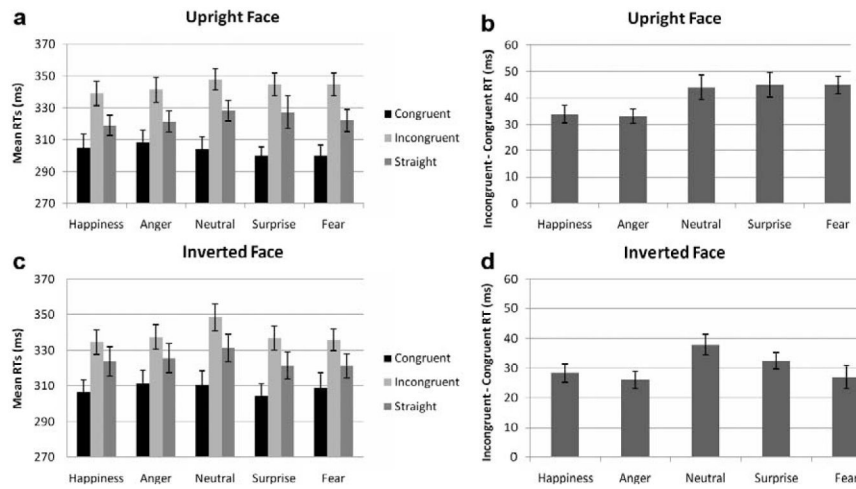 a
Upright Face
370
350
330
310
290
270
Mean RTs (ms)
Happiness Anger Neutral Surprise Fear
Congruent
Incongruent
Straight
b
Upright Face
60
50
40
30
20
10
0
Incongruent - Congruent RT (ms)
Happiness Anger Neutral Surprise Fear
c
Inverted Face
370
350
330
310
290
270
Mean RTs (ms)
Happiness Anger Neutral Surprise Fear
Congruent
Incongruent
Straight
d
Inverted Face
60
50
40
30
20
10
0
Incongruent - Congruent RT (ms)
Happiness Anger Neutral Surprise Fear